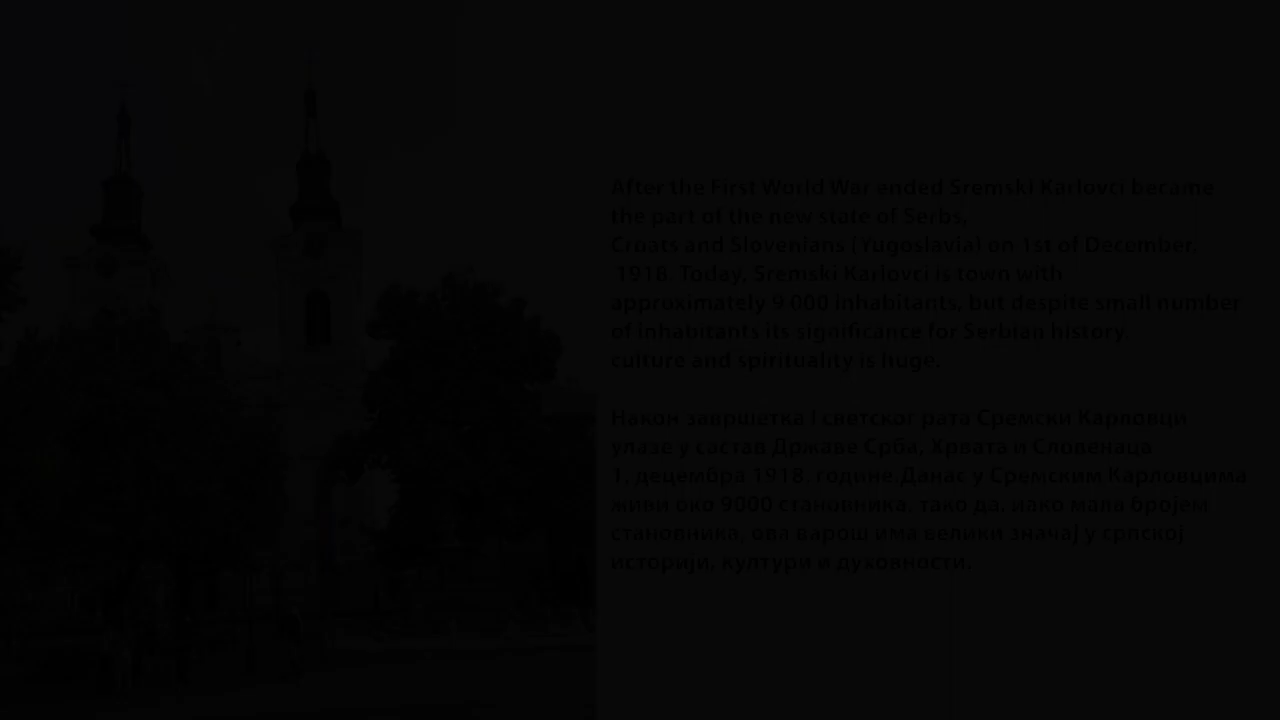 After the First World War ended Sremski Karlovci became
the part of the new state of Serbs,
Croats and Slovenians (Yugoslavia) on 1st of December,
1918. Today, Sremski Karlovci is town with
approximately 9 000 inhabitants, but despite small number
of inhabitants its significance for Serbian history,
culture and spirituality is huge.
Након завршетка I светског рата Сремски Карловци
улазе у састав Државе Срба, Хрвата и Словенаца
1. децембра 1918. године.Данас у Сремским Карловцима
живи око 9000 становника, тако да, иако мала бројем
становника, ова варош има велики значај у српској
историји, култури и духовности.